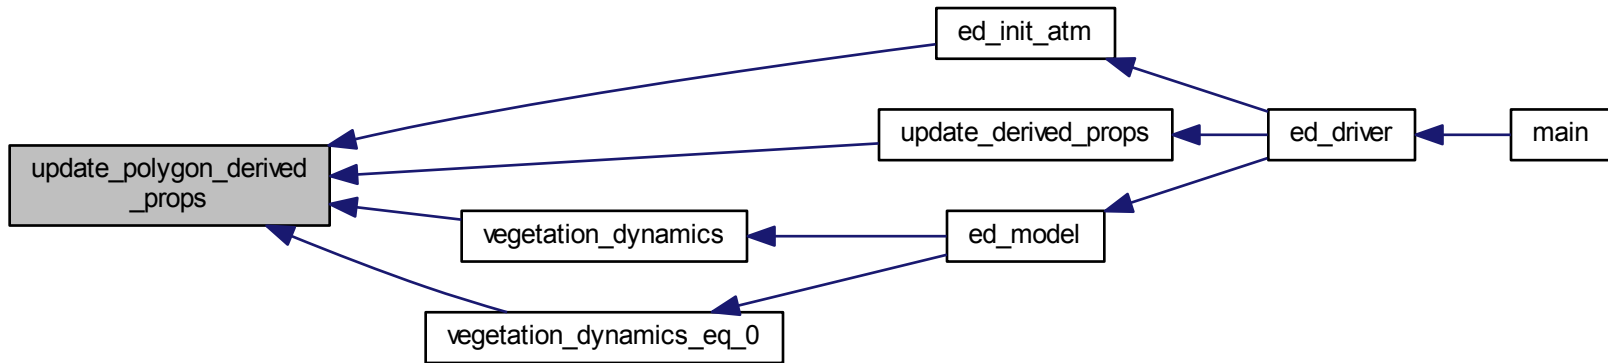 ed_init_atm
update_derived_props
ed_driver
main
update_polygon_derived
_props
vegetation_dynamics
ed_model
vegetation_dynamics_eq_0